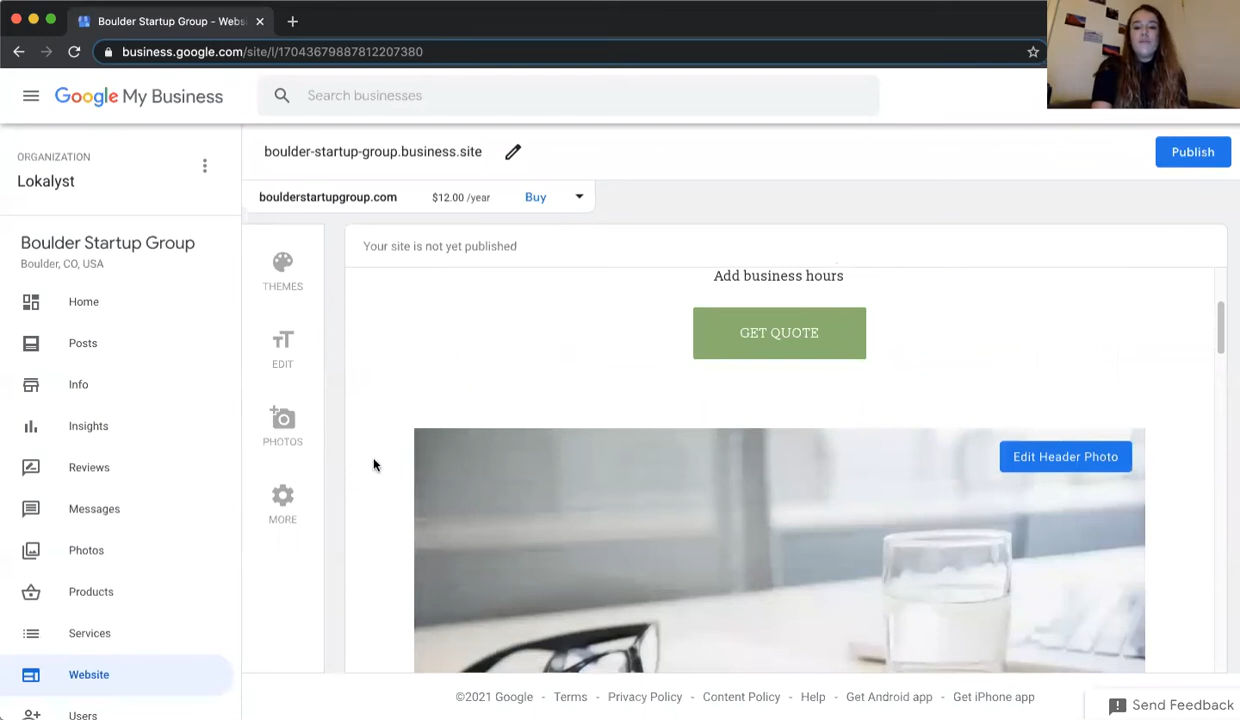 Boulder Startup Group - Webs
business.google.com/site/l/17043679887812207380
Google My Business
Search businesses
ORGANIZATION
Lokalyst
boulder-startup-group.business.site
Publish
boulderstartupgroup.com $12.00 /year Buy
Boulder Startup Group
Boulder, CO, USA
Home
Posts
Info
Insights
Reviews
Messages
Photos
Products
Services
Website
Users
THEMES
EDIT
PHOTOS
MORE
Your site is not yet published
Add business hours
GET QUOTE
Edit Header Photo
©2021 Google - Terms - Privacy Policy - Content Policy - Help - Get Android app - Get iPhone app
Send Feedback